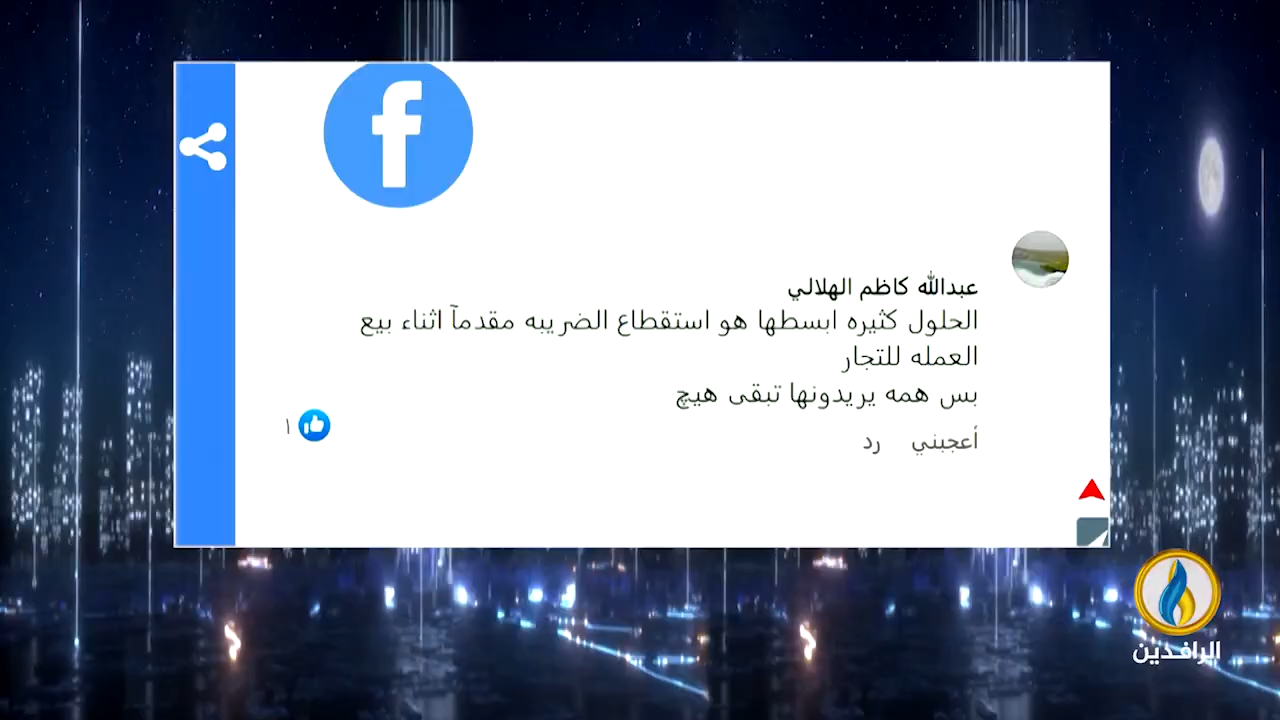 f
عبدالله كاظم الهلالي
الحلول كثيره ابسطها هو استقطاع الضريبه مقدمآ اثناء بيع
العمله للتجار
بس همه يريدونها تبقى هيچ
أعجبني رد
١
الرافدين